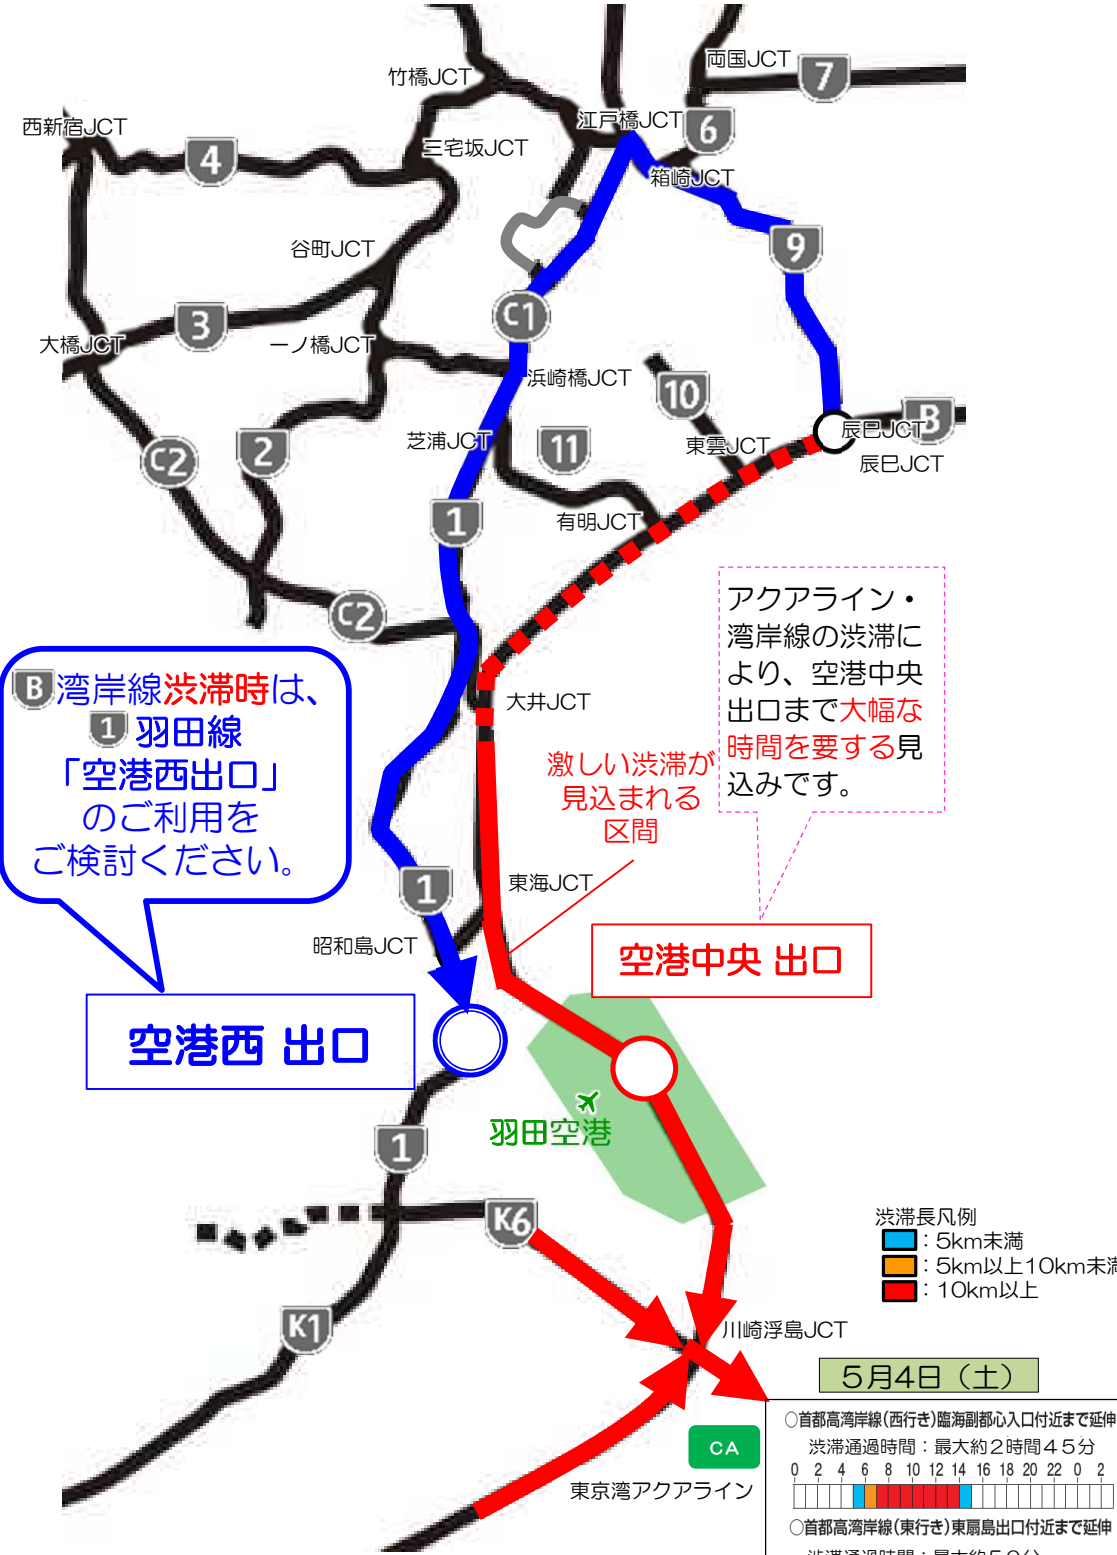 両国JCT
7
竹橋JCT
江戸橋JCT
6
西新宿JCT
4
三宅坂JCT
箱崎JCT
谷町JCT
9
C1
3
大橋JCT
一ノ橋JCT
浜崎橋JCT
10
芝浦JCT
11
東雲JCT
辰巳JCT
B
辰巳JCT
C2
2
1
有明JCT
C2
アクアライン・
湾岸線の渋滞に
より、空港中央
出口まで大幅な
時間を要する見
込みです。
B 湾岸線渋滞時は、
1 羽田線
「空港西出口」
のご利用を
ご検討ください。
大井JCT
激しい渋滞が
見込まれる
区間
東海JCT
1
昭和島JCT
空港中央 出口
空港西 出口
羽田空港
1
K6
渋滞長凡例
：5km未満
：5km以上10km未満
：10km以上
K1
川崎浮島JCT
5月4日（土）
○首都高湾岸線(西行き)臨海副都心入口付近まで延伸
渋滞通過時間：最大約２時間４５分
0 2 4 6 8 10 12 14 16 18 20 22 0 2
CA
東京湾アクアライン
○首都高湾岸線(東行き)東扇島出口付近まで延伸